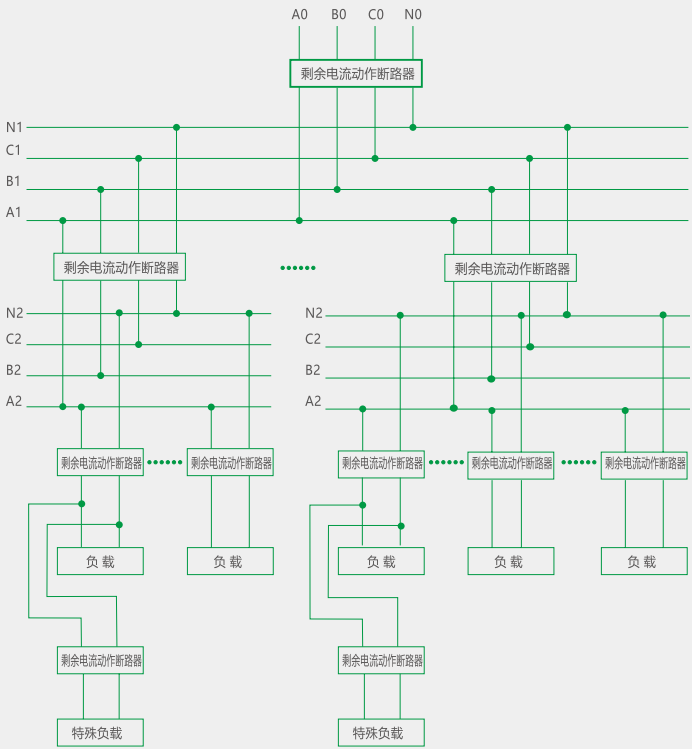 A0 B0 C0 N0
剩余电流动作断路器
N1
C1
B1
A1
剩余电流动作断路器 剩余电流动作断路器
N2 N2
C2 C2
B2 B2
A2 A2
剩余电流动作断路器 剩余电流动作断路器 剩余电流动作断路器 剩余电流动作断路器 剩余电流动作断路器
负 载 负 载 负 载 负 载 负 载
剩余电流动作断路器 剩余电流动作断路器
特殊负载 特殊负载